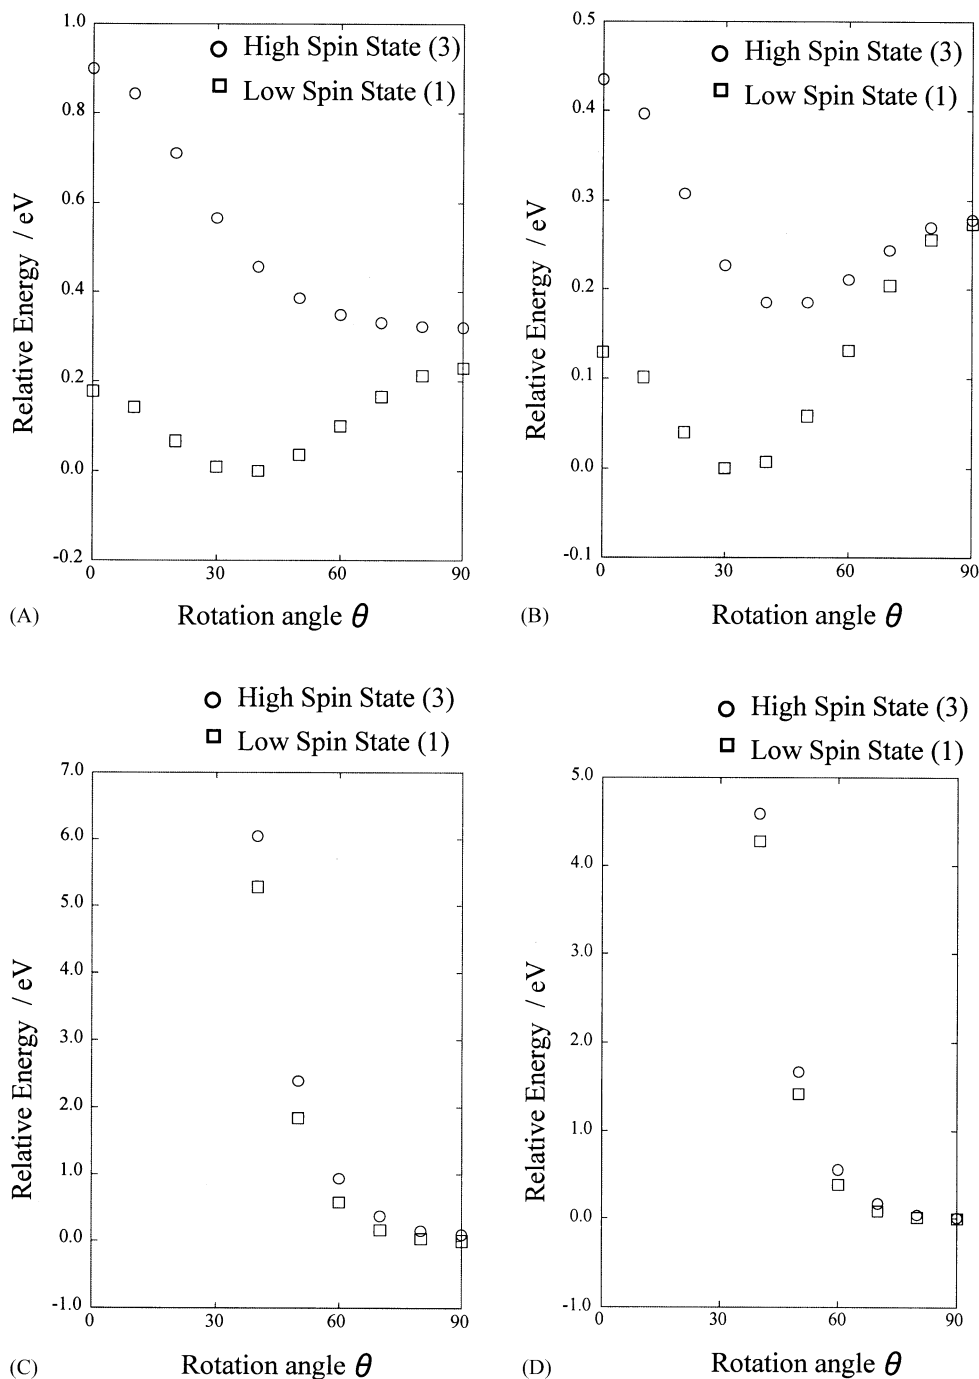 1.0
0.8
0.6
0.4
0.2
0.0
-0.2
Relative Energy / eV
High Spin State (3)
Low Spin State (1)
0
30
60
90
Rotation angle θ
(A)
0.5
0.4
0.3
0.2
0.1
0.0
-0.1
Relative Energy / eV
High Spin State (3)
Low Spin State (1)
0
30
60
90
Rotation angle θ
(B)
High Spin State (3)
Low Spin State (1)
7.0
6.0
5.0
4.0
3.0
2.0
1.0
0.0
-1.0
Relative Energy / eV
0
30
60
90
Rotation angle θ
(C)
High Spin State (3)
Low Spin State (1)
5.0
4.0
3.0
2.0
1.0
0.0
-1.0
Relative Energy / eV
0
30
60
90
Rotation angle θ
(D)